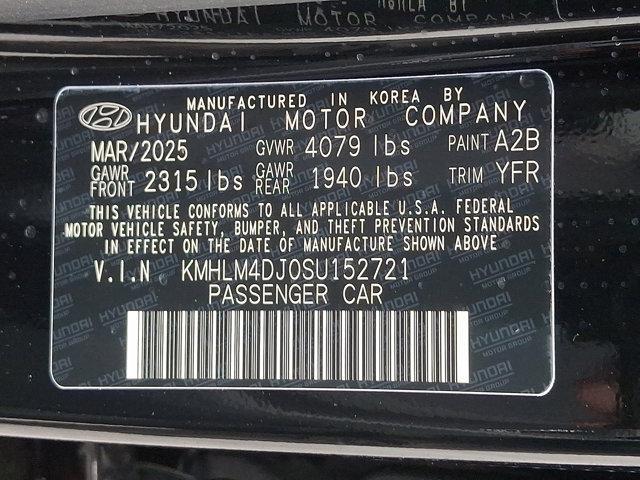 MANUFACTURED IN KOREA BY
HYUNDAI MOTOR COMPANY
MAR/2025 GVWR 4079 lbs PAINT A2B
GAWR FRONT 2315 lbs GAWR REAR 1940 lbs TRIM YFR
THIS VEHICLE CONFORMS TO ALL APPLICABLE U.S.A. FEDERAL
MOTOR VEHICLE SAFETY, BUMPER, AND THEFT PREVENTION STANDARDS
IN EFFECT ON THE DATE OF MANUFACTURE SHOWN ABOVE
V.I.N KMHLM4DJ0SU152721
PASSENGER CAR